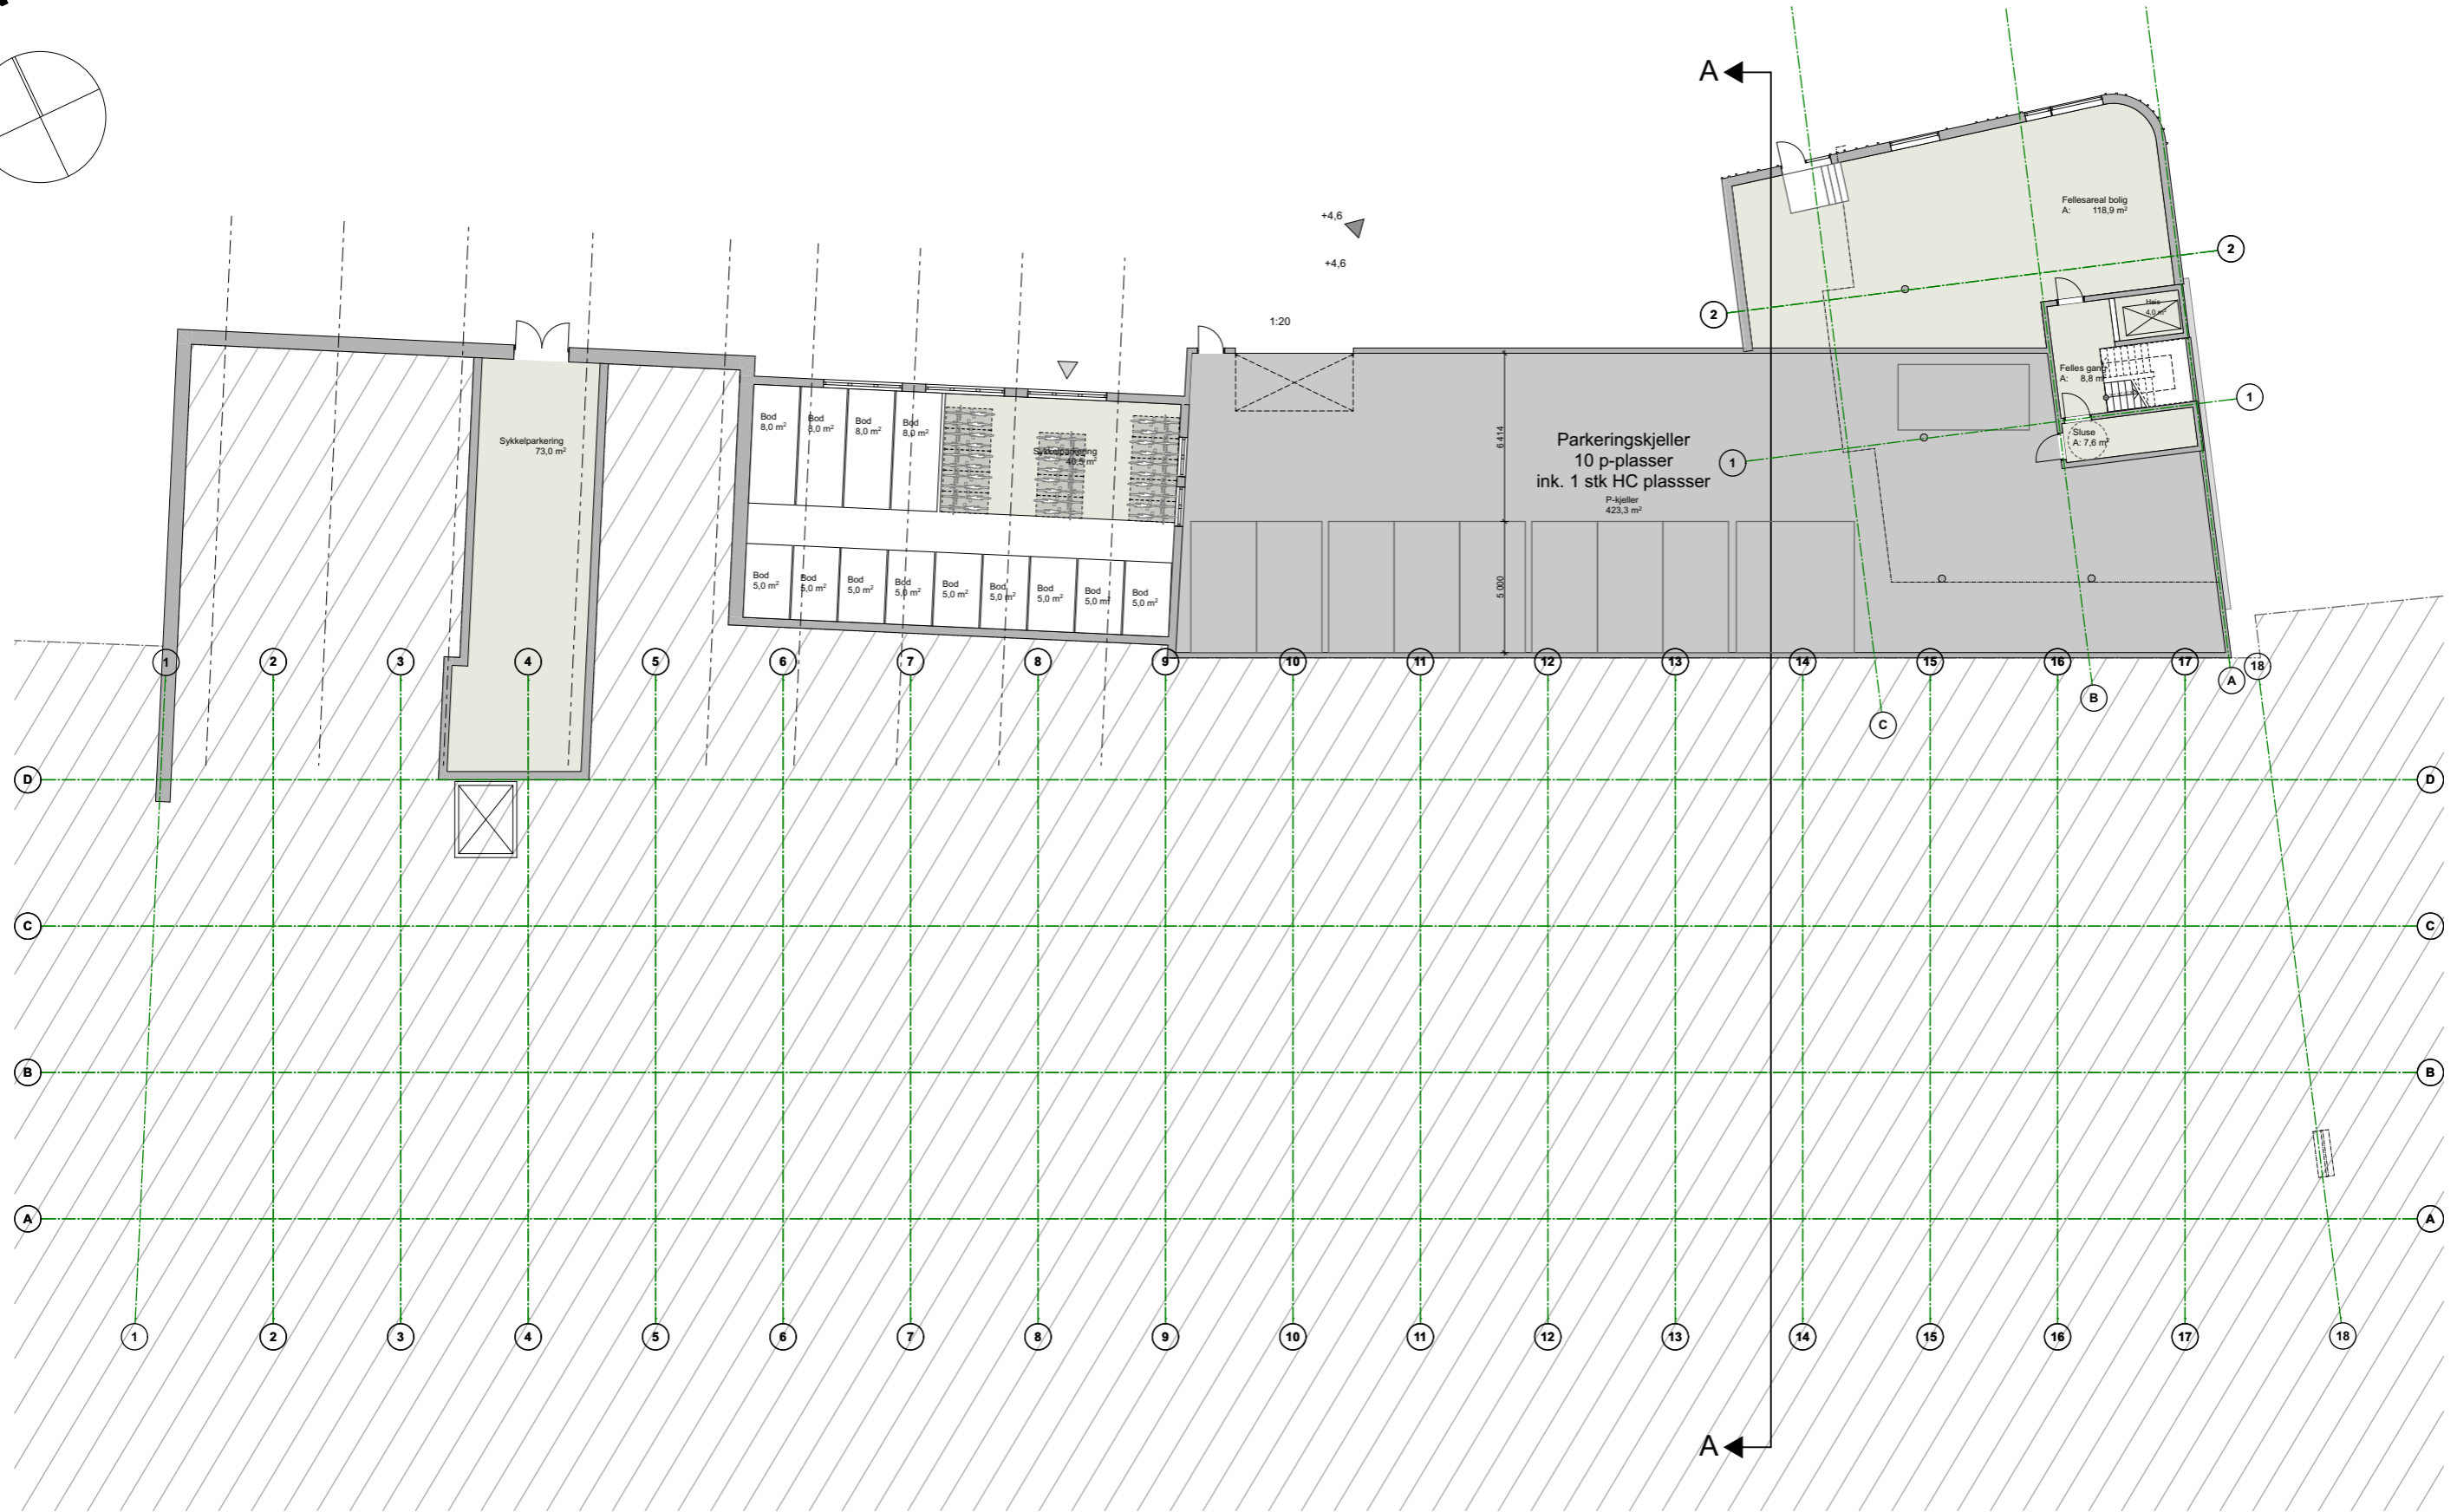 A
+4,6
+4,6
1:20
Fellesareal bolig
A: 118,9 m²
2
2
Heis
4,0 m²
Felles gang
A: 8,8 m²
1
1
Sluse
A: 7,6 m²
Sykkelparkering
73,0 m²
Bod
8,0 m²
Bod
8,0 m²
Bod
8,0 m²
Bod
8,0 m²
Sykkelparkering
40,5 m²
6 414
Parkeringskjeller
10 p-plasser
ink. 1 stk HC plassser
P-kjeller
423,3 m²
5 000
Bod
5,0 m²
Bod
5,0 m²
Bod
5,0 m²
Bod
5,0 m²
Bod
5,0 m²
Bod
5,0 m²
Bod
5,0 m²
Bod
5,0 m²
Bod
5,0 m²
1 2 3 4 5 6 7 8 9 10 11 12 13 14 15 16 17 18
C B A
D D
C C
B B
A A
1 2 3 4 5 6 7 8 9 10 11 12 13 14 15 16 17 18
A